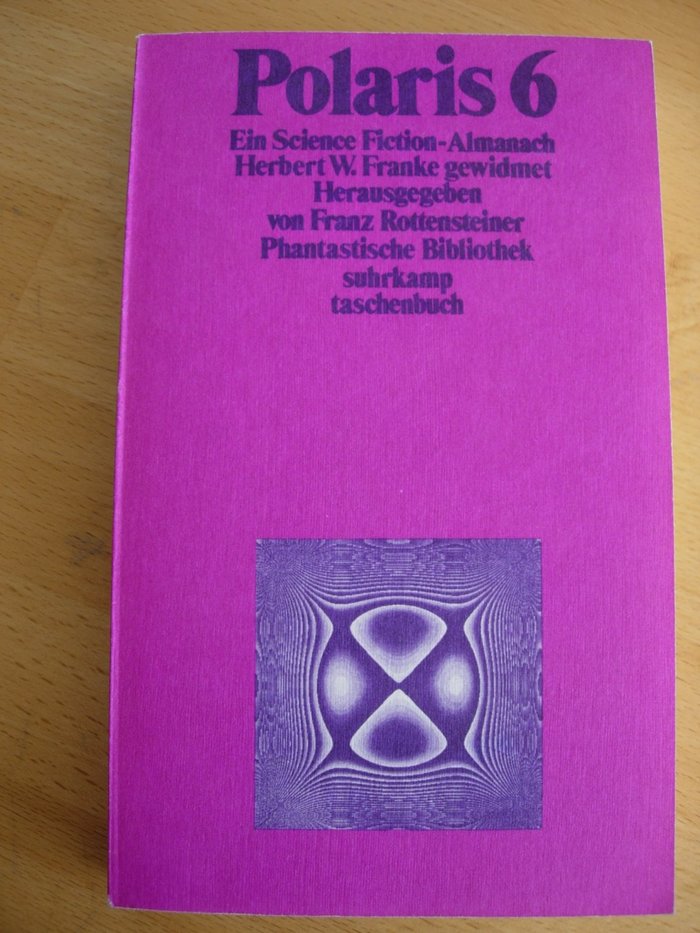 Polaris 6
Ein Science Fiction-Almanach
Herbert W. Franke gewidmet
Herausgegeben
von Franz Rottensteiner
Phantastische Bibliothek
suhrkamp
taschenbuch